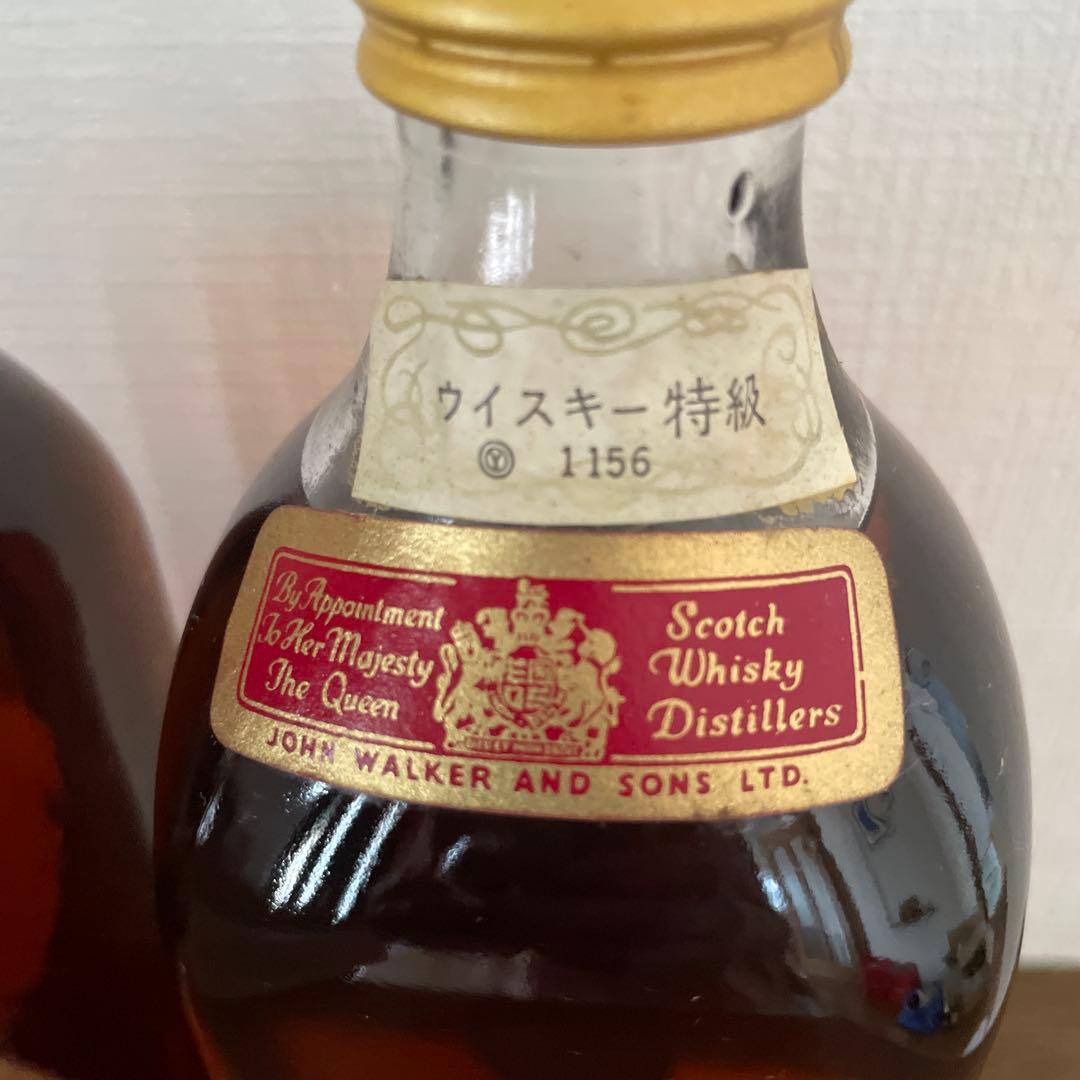 ウイスキー特級
Ⓨ 1156
By Appointment
To Her Majesty
The Queen
Scotch
Whisky
Distillers
JOHN WALKER AND SONS LTD.